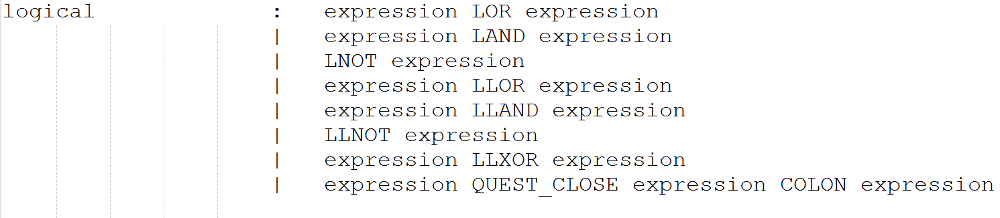 logical : expression LOR expression
| expression LAND expression
| LNOT expression
| expression LLOR expression
| expression LLAND expression
| LLNOT expression
| expression LLXOR expression
| expression QUEST_CLOSE expression COLON expression